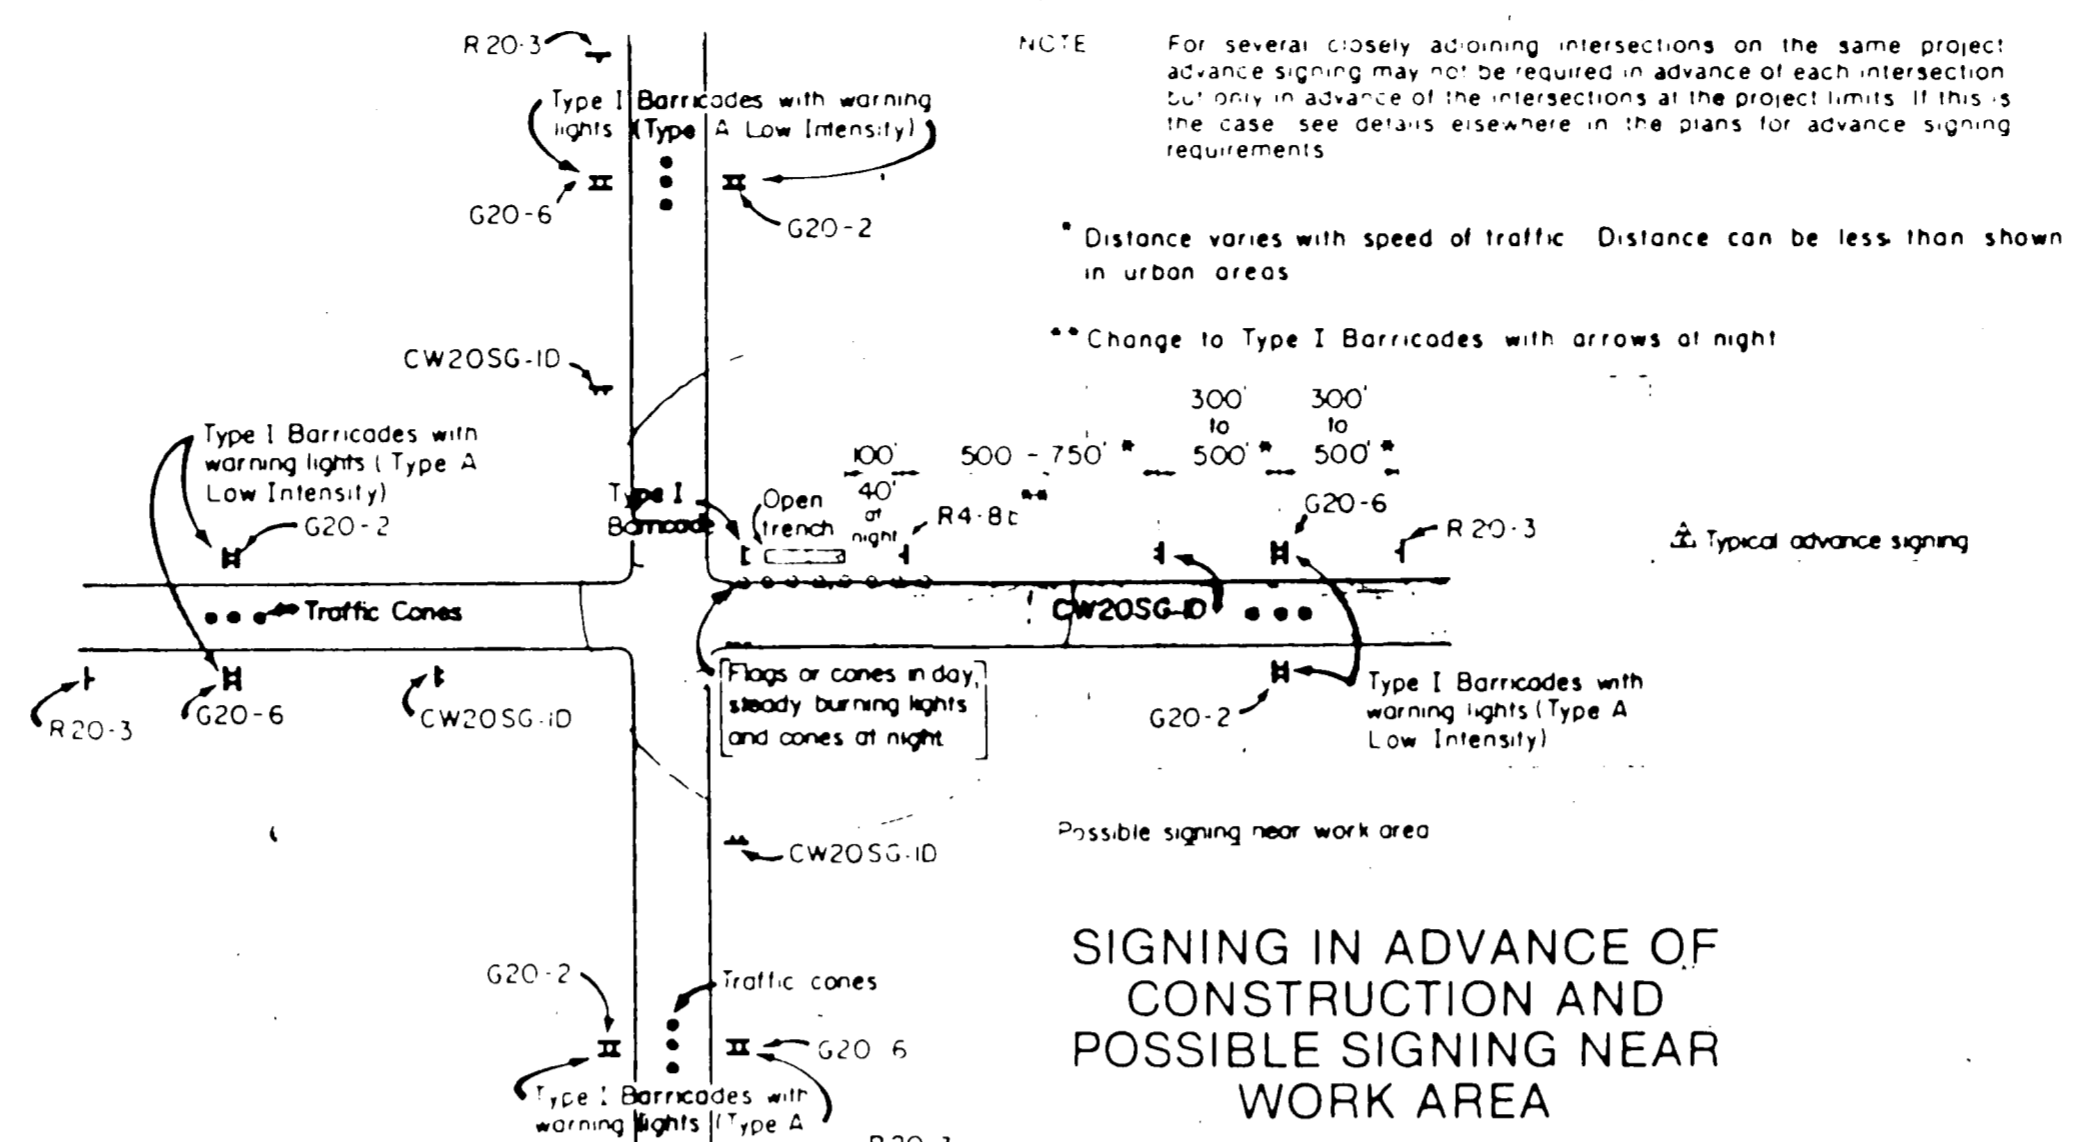 R20-3
Type I Barricades with warning
lights (Type A Low Intensity)
G20-6
G20-2
NOTE
For several closely adjoining intersections on the same project
advance signing may not be required in advance of each intersection
but only in advance of the intersections at the project limits If this is
the case see details elsewhere in the plans for advance signing
requirements
* Distance varies with speed of traffic Distance can be less than shown
in urban areas
** Change to Type I Barricades with arrows at night
CW20SG-1D
Type I Barricades with
warning lights (Type A
Low Intensity)
G20-2
Type I
Barricade
Open
trench
100'
40'
at
night
500 - 750' *
**
300'
to
500' *
300'
to
500' *
R4-8
G20-6
R20-3
Typical advance signing
Traffic Cones
CW20SG-1D
R20-3
G20-6
CW20SG-1D
Flags or cones in day,
steady burning lights
and cones at night
G20-2
Type I Barricades with
warning lights (Type A
Low Intensity)
CW20SG-1D
Possible signing near work area
G20-2
Traffic cones
G20 6
Type I Barricades with
warning lights (Type A
SIGNING IN ADVANCE OF
CONSTRUCTION AND
POSSIBLE SIGNING NEAR
WORK AREA